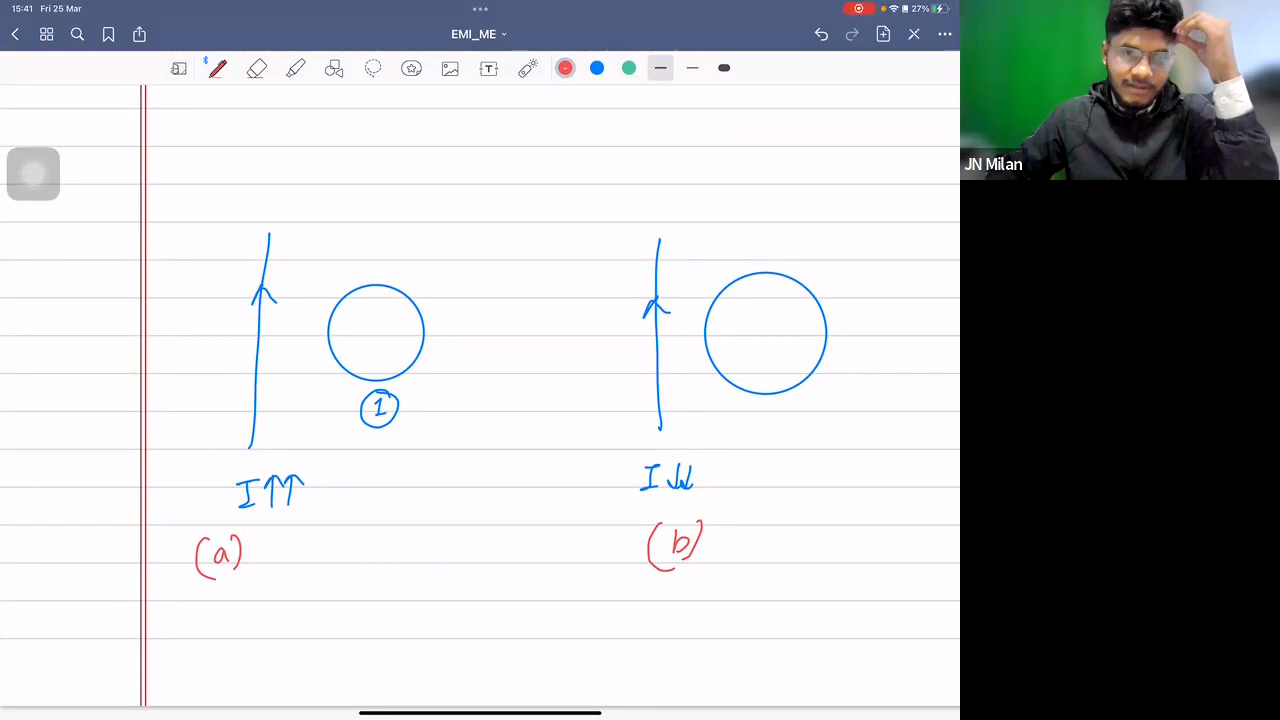 15:41 Fri 25 Mar
27%
EMI_ME
JN Milan
1
I↑↑
I↓↓
(a)
(b)